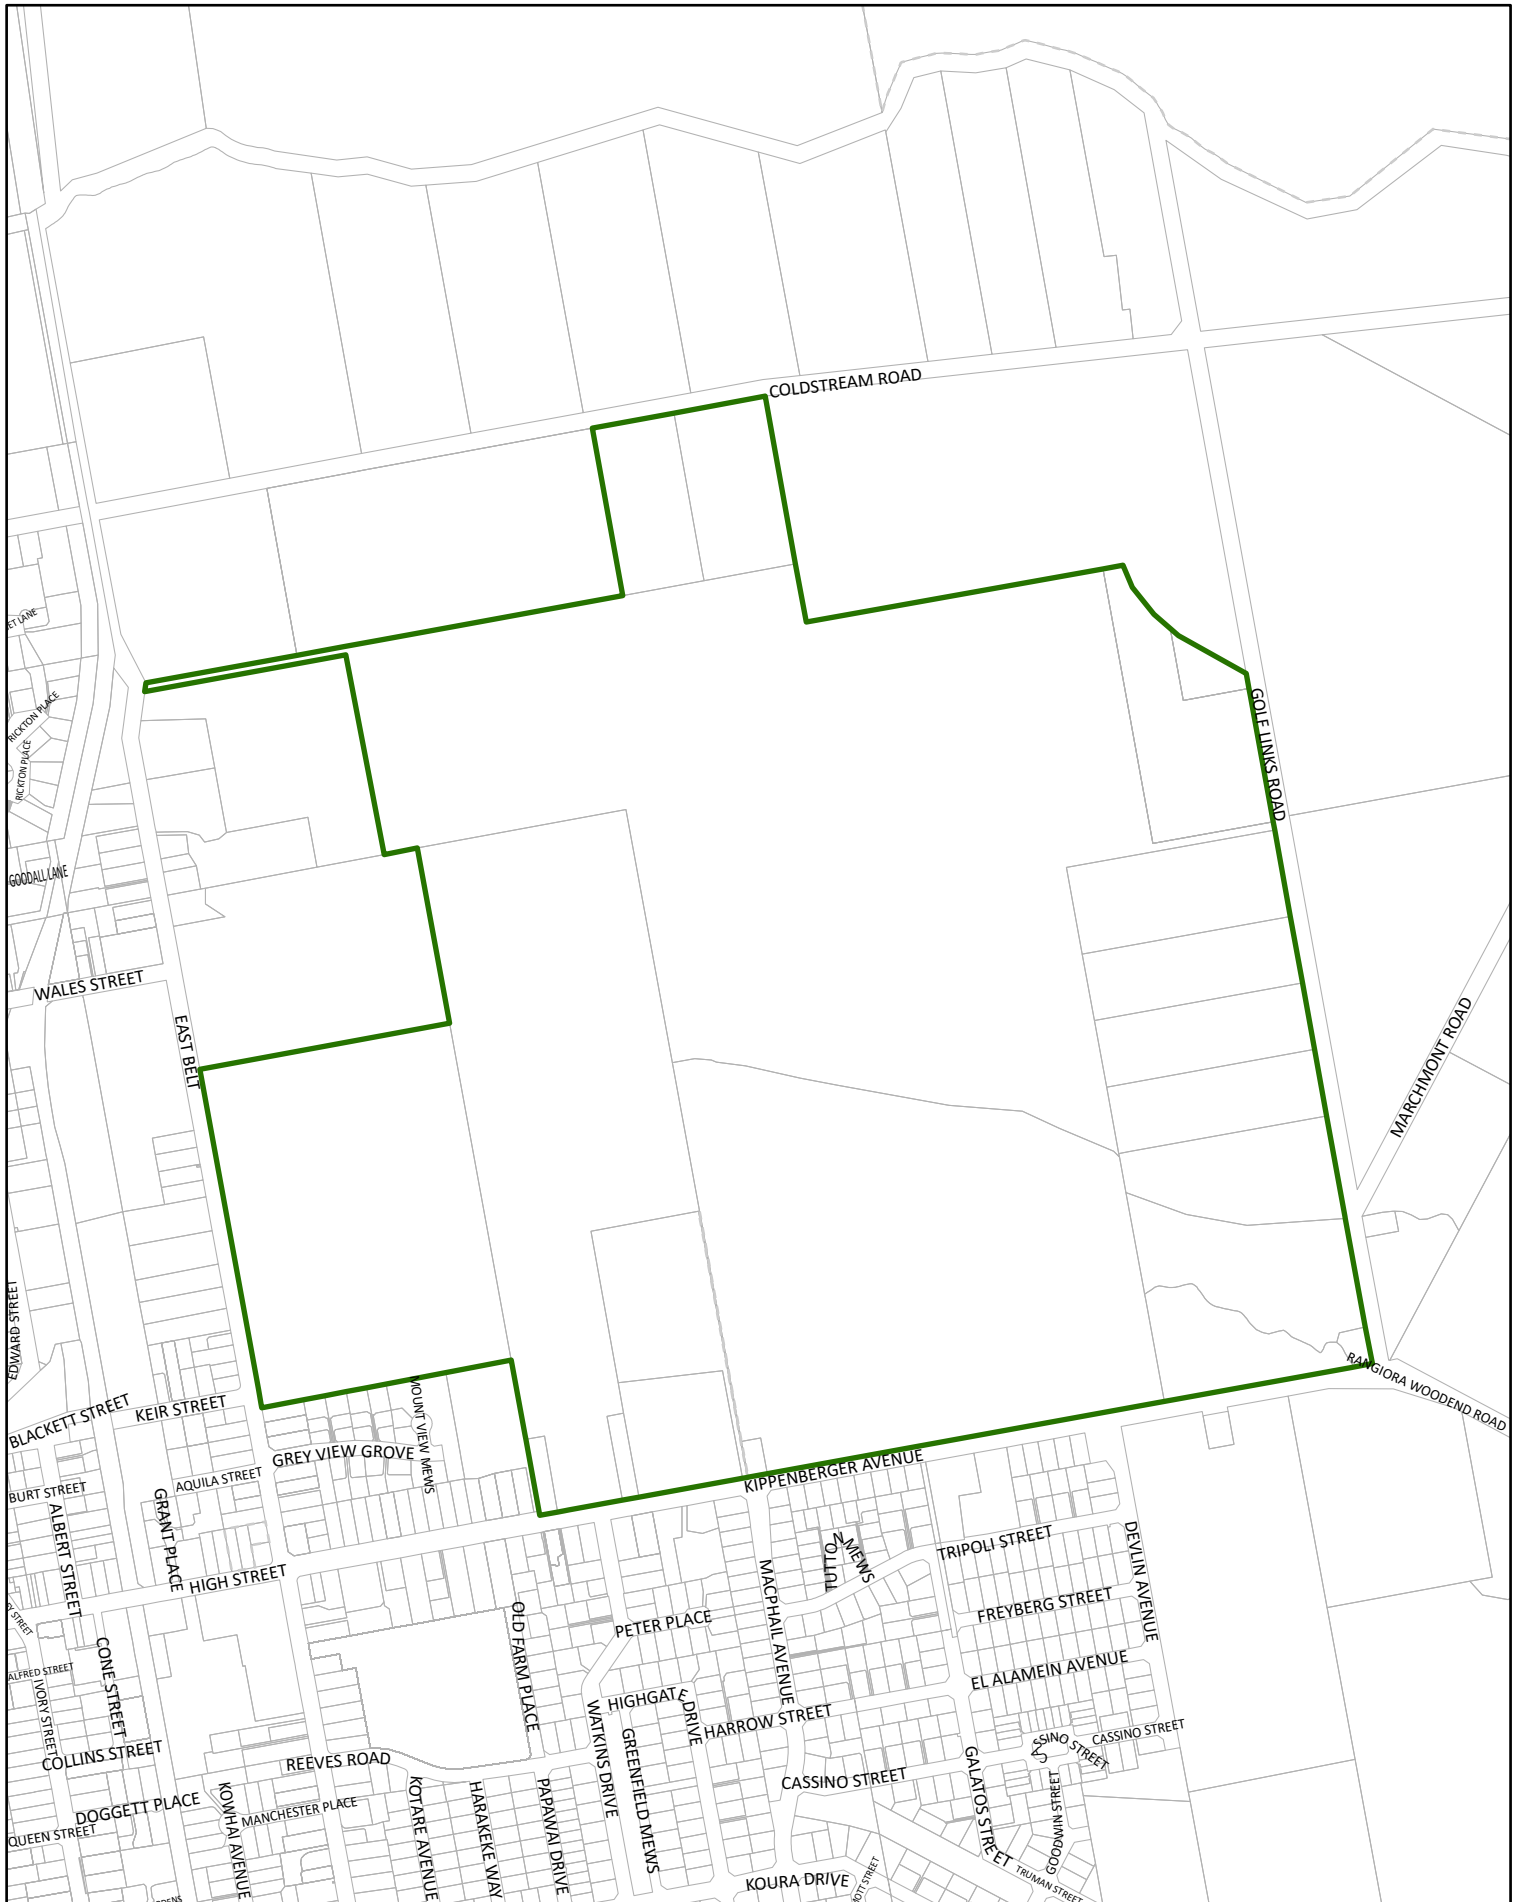 COLDSTREAM ROAD
RICKTON PLACE
RICKTON PLACE
GOLF LINKS ROAD
GOODALL LANE
WALES STREET
EAST BELT
MARCHMONT ROAD
EDWARD STREET
RANGIORA WOODEND ROAD
BLACKETT STREET
KEIR STREET
MOUNT VIEW MEWS
GREY VIEW GROVE
KIPPENBERGER AVENUE
AQUILA STREET
BURT STREET
ALBERT STREET
GRANT PLACE
HIGH STREET
TRIPOLI STREET
DEVLIN AVENUE
MEWS
MACPHAIL AVENUE
FREYBERG STREET
OLD FARM PLACE
PETER PLACE
EL ALAMEIN AVENUE
CONE STREET
ALFRED STREET
IVORY STREET
HIGHGATE DRIVE
HARROW STREET
WATKINS DRIVE
GREENFIELD MEWS
CASSINO STREET
COLLINS STREET
REEVES ROAD
CASSINO STREET
GALATOS STREET
GOODWIN STREET
DOGGETT PLACE
KOWHAI AVENUE
MANCHESTER PLACE
KOTARE AVENUE
HARAKEKE WAY
PAPAWAI DRIVE
QUEEN STREET
KOURA DRIVE
TRUMAN STREET